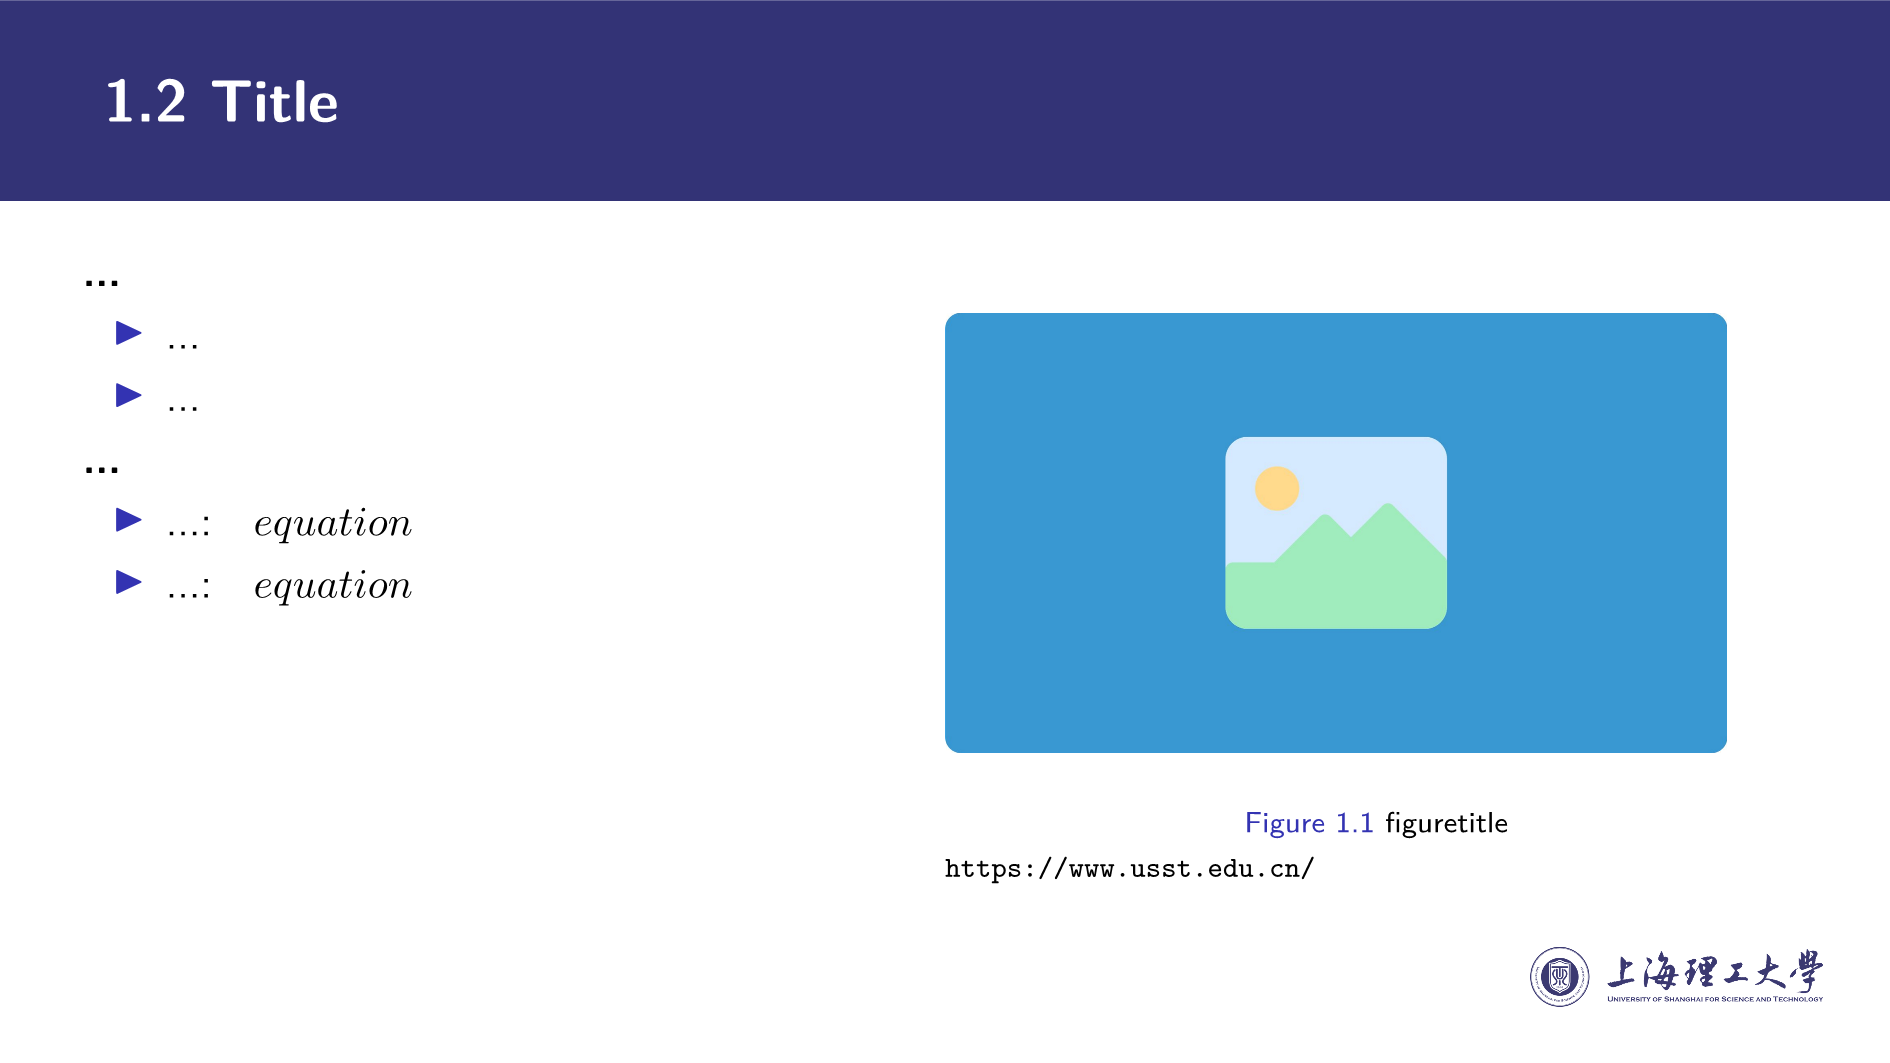 1.2 Title
...
▶ ...
▶ ...
...
▶ ...: equation
▶ ...: equation
Figure 1.1 figuretitle
https://www.usst.edu.cn/
上海理工大學
University of Shanghai for Science and Technology